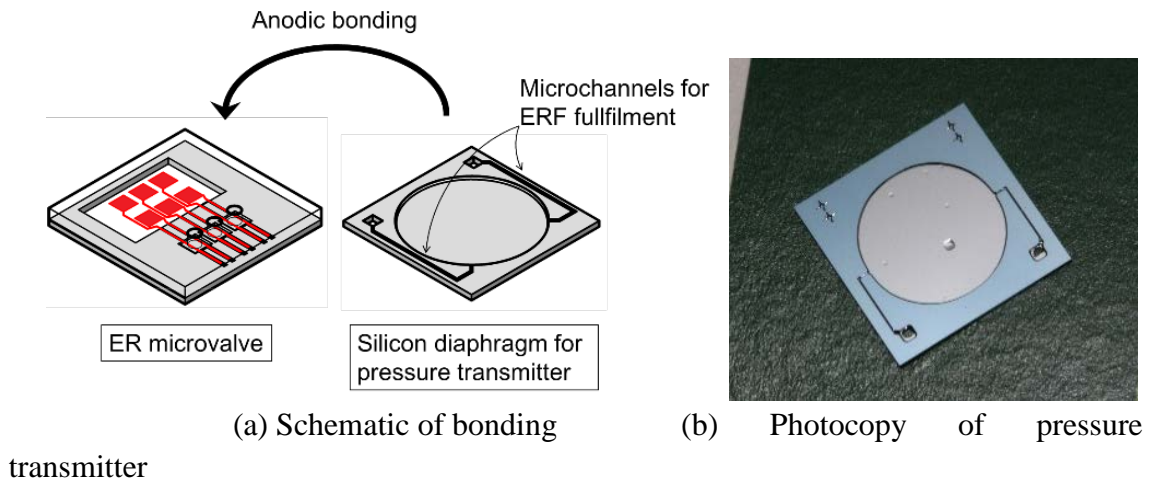 Anodic bonding
Microchannels for
ERF fullfilment
ER microvalve
Silicon diaphragm for
pressure transmitter
(a) Schematic of bonding
(b) Photocopy of pressure
transmitter